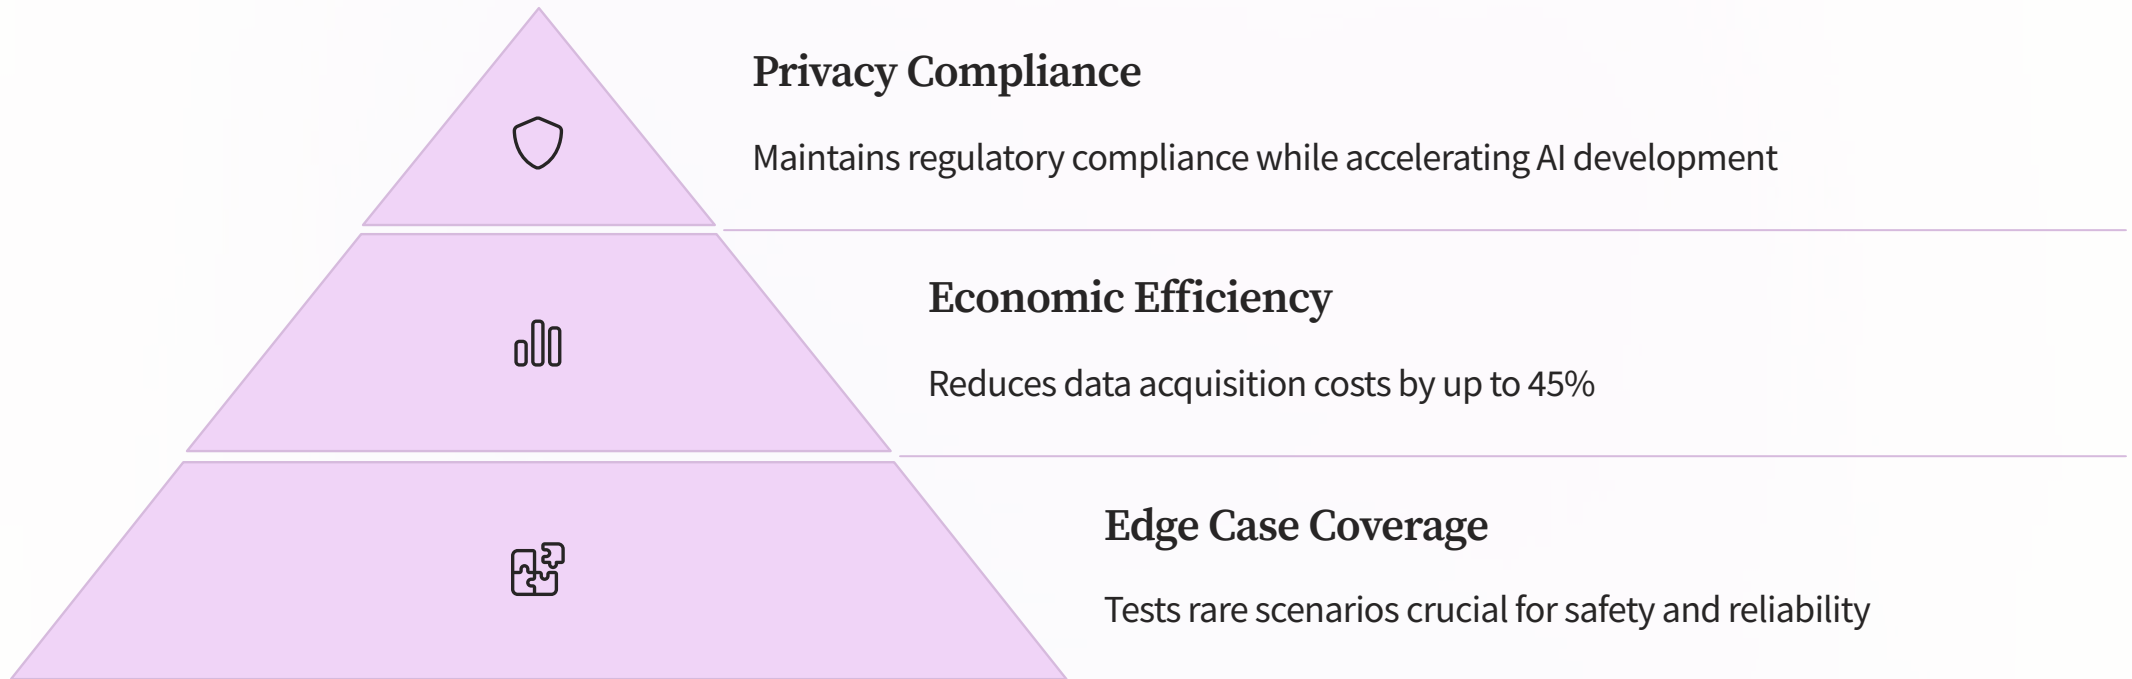 Privacy Compliance
Maintains regulatory compliance while accelerating AI development
Economic Efficiency
Reduces data acquisition costs by up to 45%
Edge Case Coverage
Tests rare scenarios crucial for safety and reliability